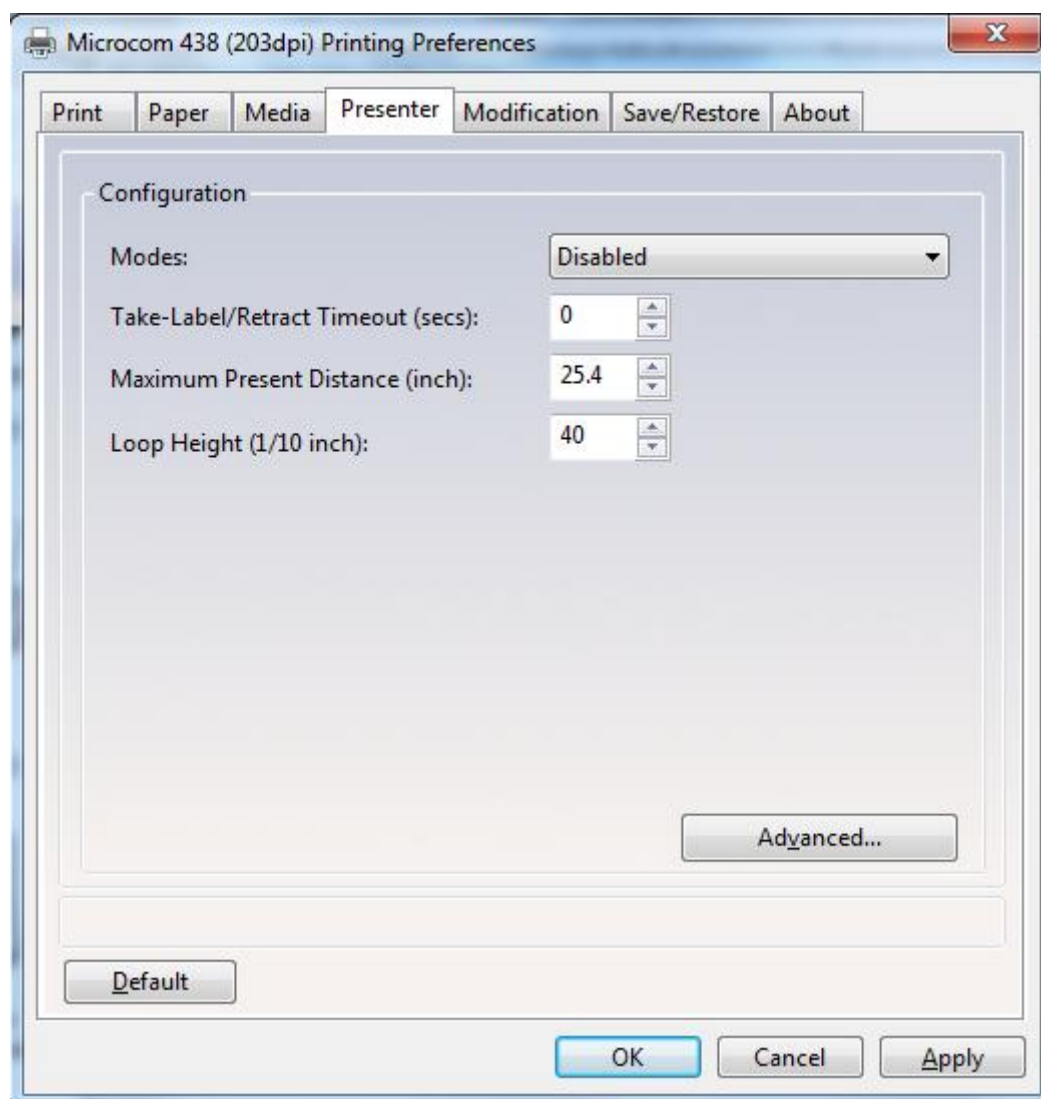 Microcom 438 (203dpi) Printing Preferences
Print Paper Media Presenter Modification Save/Restore About
Configuration
Modes: Disabled
Take-Label/Retract Timeout (secs): 0
Maximum Present Distance (inch): 25.4
Loop Height (1/10 inch): 40
Advanced...
Default
OK Cancel Apply